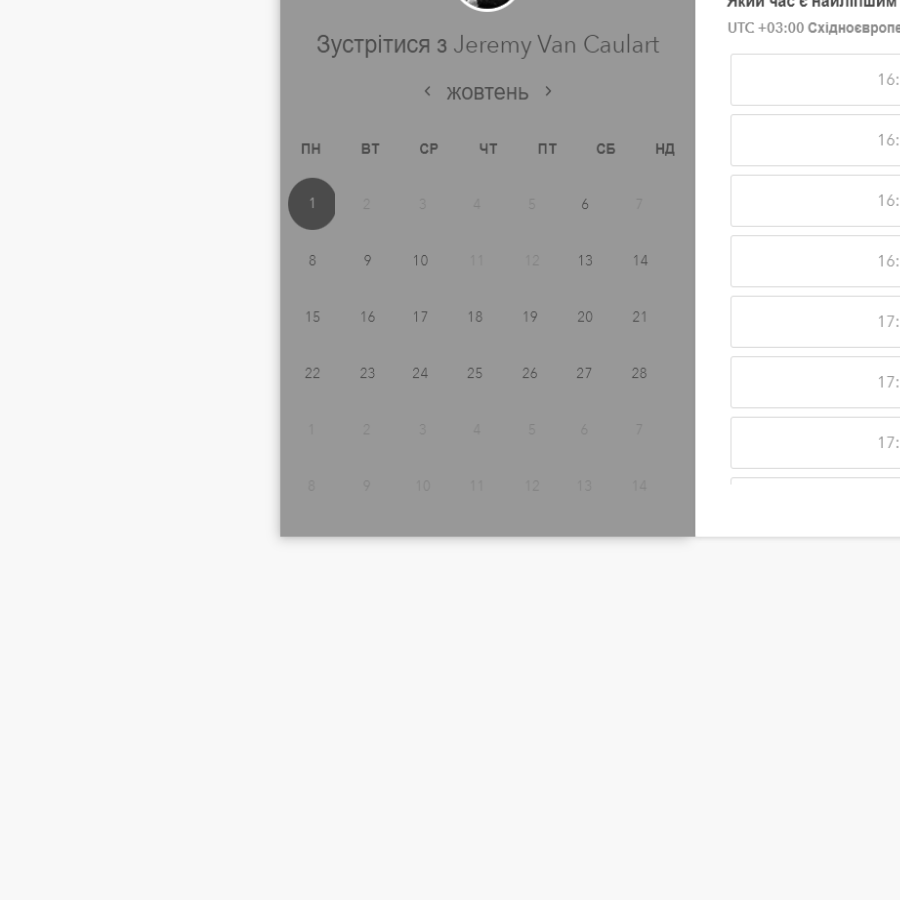 Зустрітися з Jeremy Van Caulart
жовтень
ПН ВТ СР ЧТ ПТ СБ НД
1 2 3 4 5 6 7
8 9 10 11 12 13 14
15 16 17 18 19 20 21
22 23 24 25 26 27 28
1 2 3 4 5 6 7
8 9 10 11 12 13 14
Який час є найліпшим
UTC +03:00
16:
16:
16:
16:
17:
17:
17: